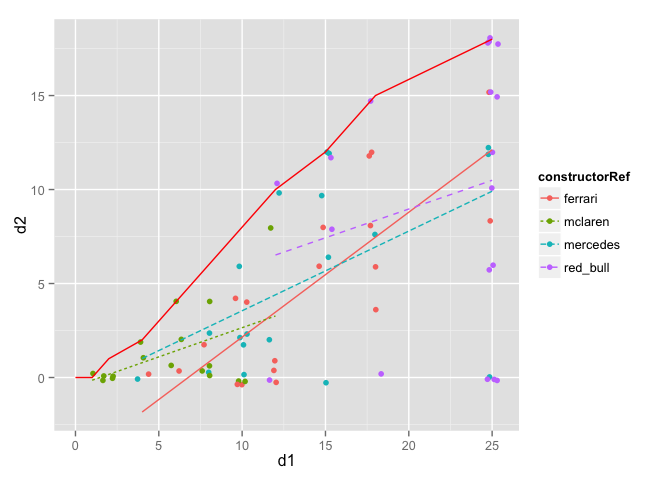 15
10
5
0
d2
0
5
10
15
20
25
d1
constructorRef
ferrari
mclaren
mercedes
red_bull